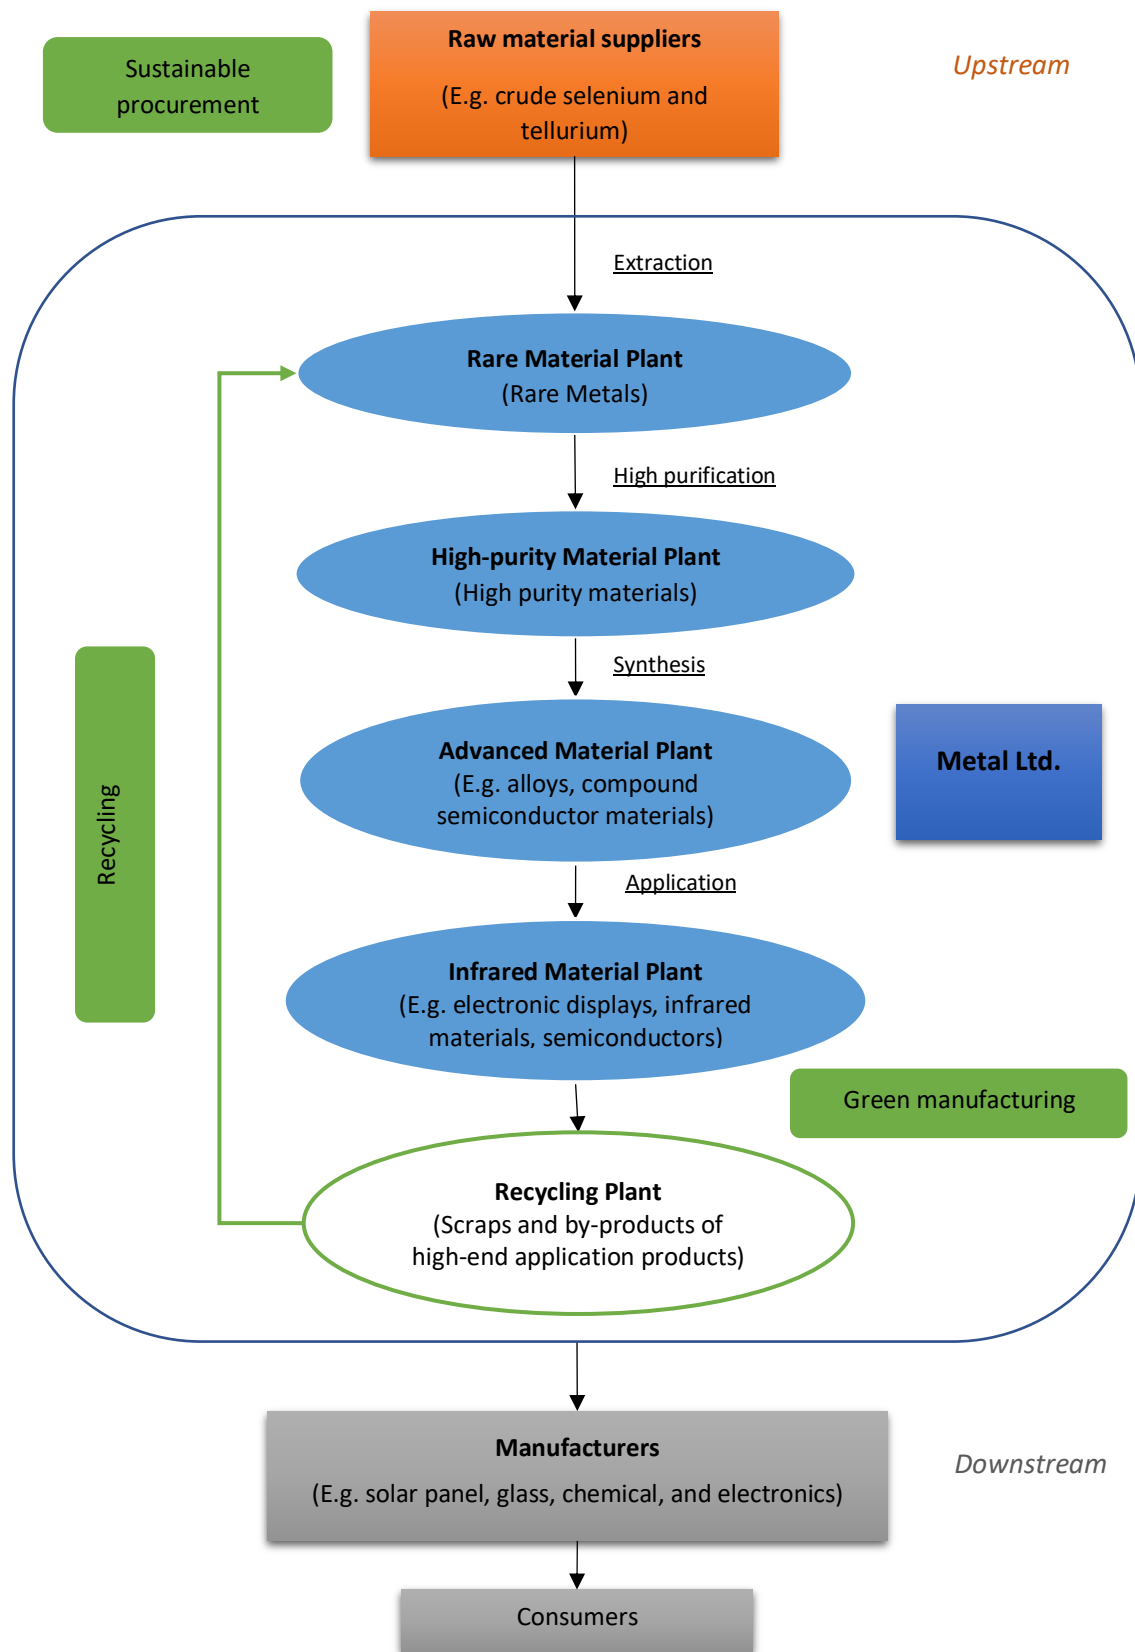 Raw material suppliers
(E.g. crude selenium and
tellurium)
Sustainable
procurement
Upstream
Extraction
Rare Material Plant
(Rare Metals)
High purification
High-purity Material Plant
(High purity materials)
Synthesis
Advanced Material Plant
(E.g. alloys, compound
semiconductor materials)
Metal Ltd.
Recycling
Application
Infrared Material Plant
(E.g. electronic displays, infrared
materials, semiconductors)
Green manufacturing
Recycling Plant
(Scraps and by-products of
high-end application products)
Manufacturers
(E.g. solar panel, glass, chemical, and electronics)
Downstream
Consumers